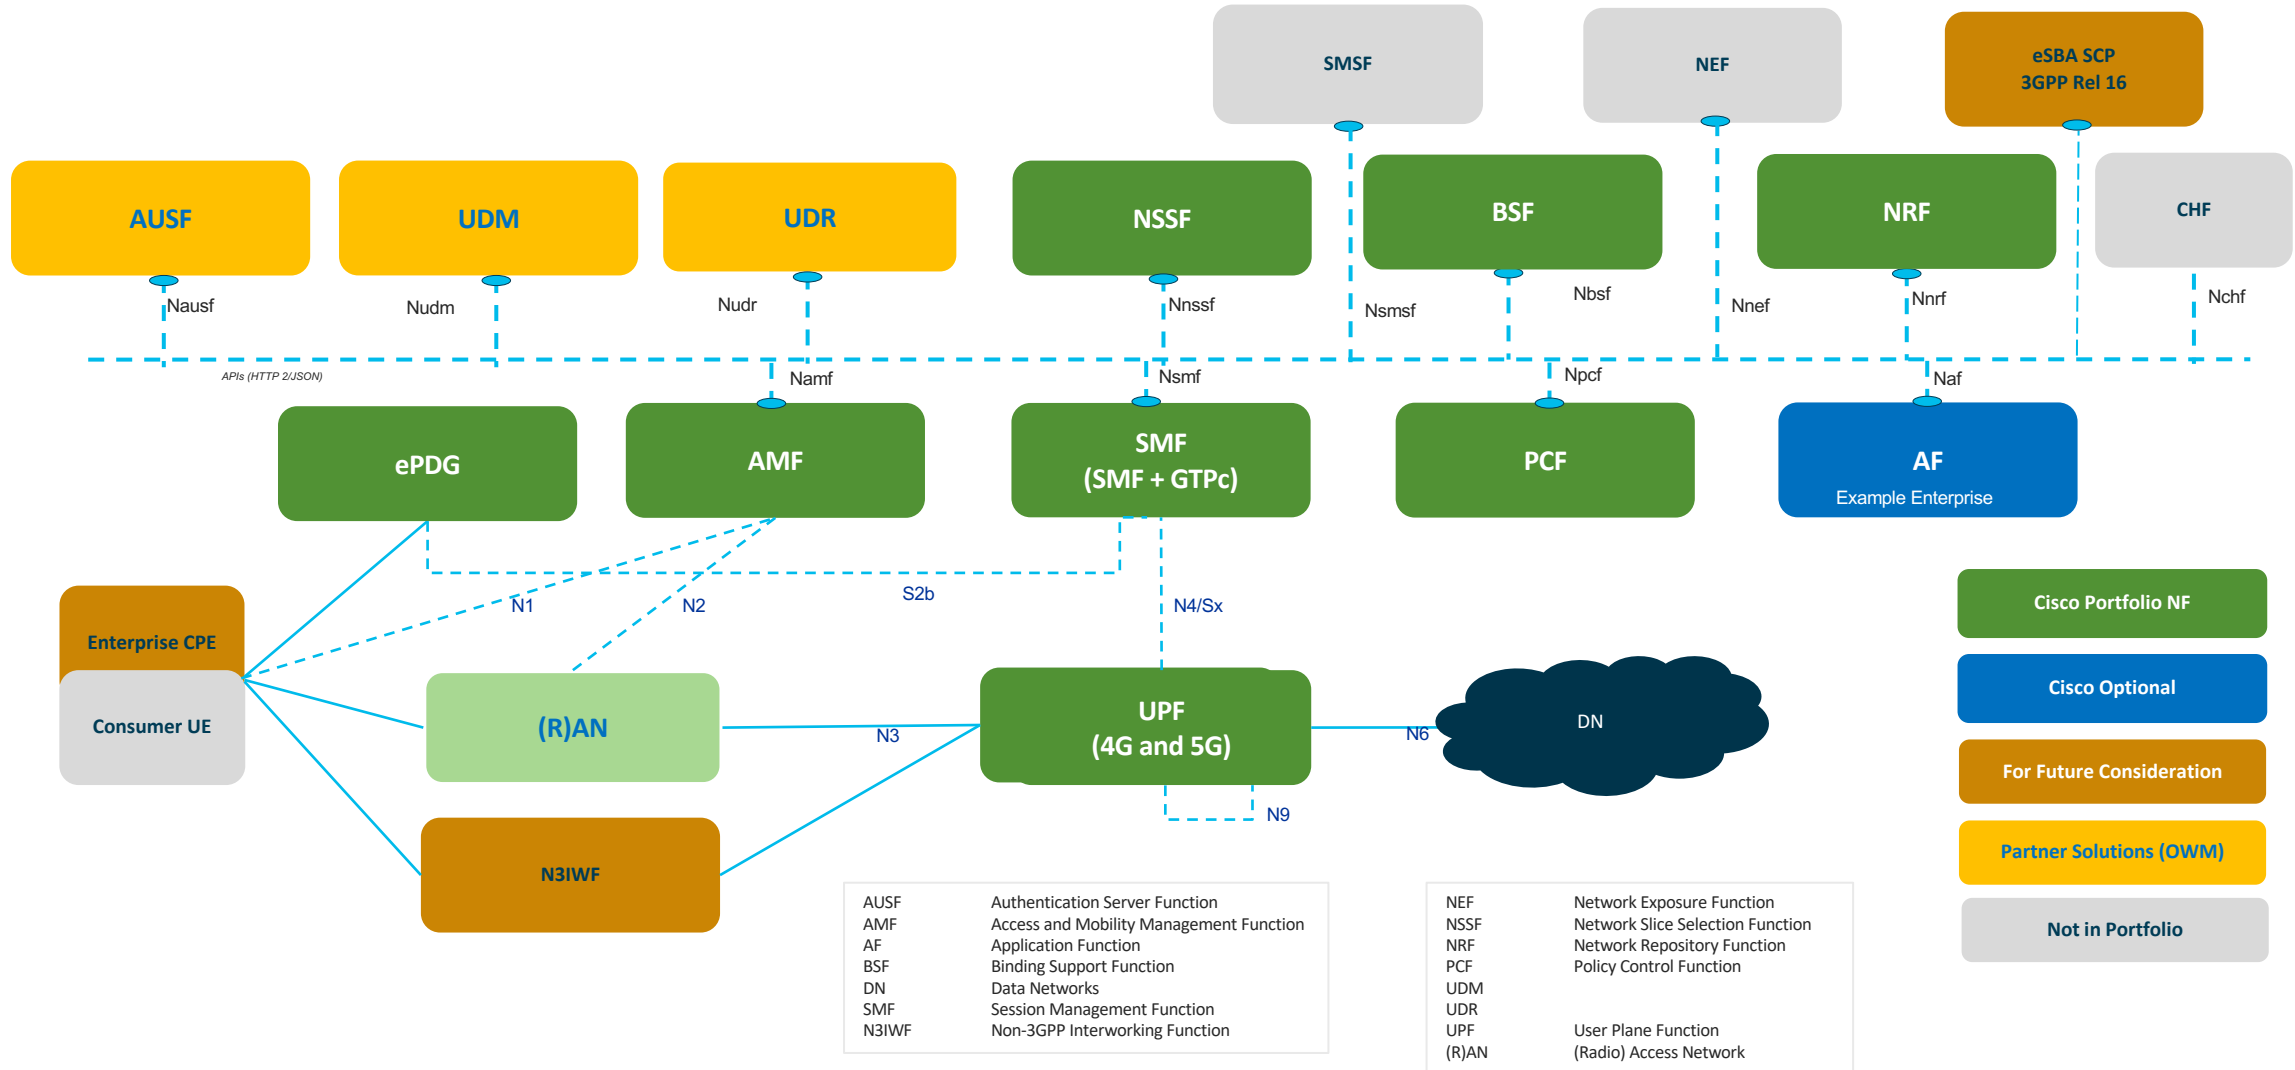 SMSF
NEF
eSBA SCP
3GPP Rel 16
AUSF
UDM
UDR
NSSF
BSF
NRF
CHF
Nausf
Nudm
Nudr
Nnssf
Nsmsf
Nbsf
Nnef
Nnrf
Nchf
APIs (HTTP 2/JSON)
Namf
Nsmf
Npcf
Naf
ePDG
AMF
SMF
(SMF + GTPc)
PCF
AF
Example Enterprise
N1
N2
S2b
N4/Sx
Enterprise CPE
Consumer UE
(R)AN
N3
UPF
(4G and 5G)
N6
DN
N9
N3IWF
Cisco Portfolio NF
Cisco Optional
For Future Consideration
Partner Solutions (OWM)
Not in Portfolio
AUSF Authentication Server Function
AMF Access and Mobility Management Function
AF Application Function
BSF Binding Support Function
DN Data Networks
SMF Session Management Function
N3IWF Non-3GPP Interworking Function
NEF Network Exposure Function
NSSF Network Slice Selection Function
NRF Network Repository Function
PCF Policy Control Function
UDM
UDR
UPF User Plane Function
(R)AN (Radio) Access Network